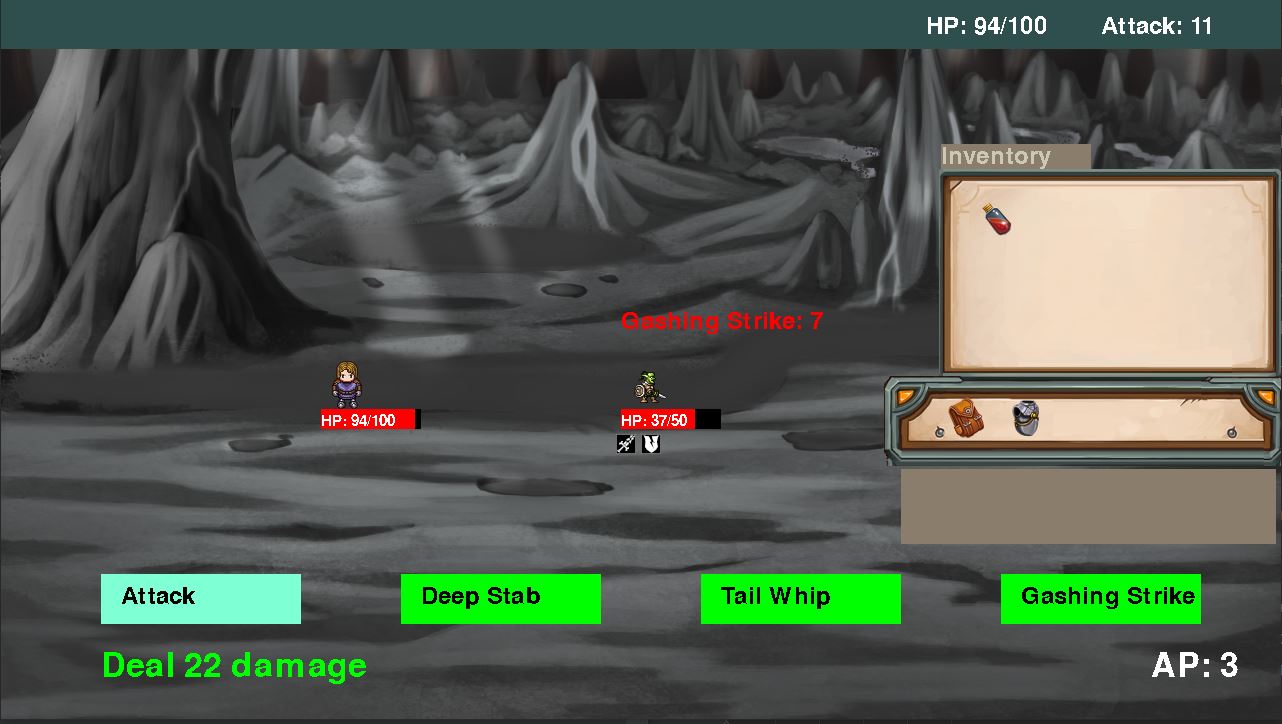 HP: 94/100 Attack: 11
Inventory
Gashing Strike: 7
HP: 94/100 HP: 37/50
Attack Deep Stab Tail Whip Gashing Strike
Deal 22 damage AP: 3